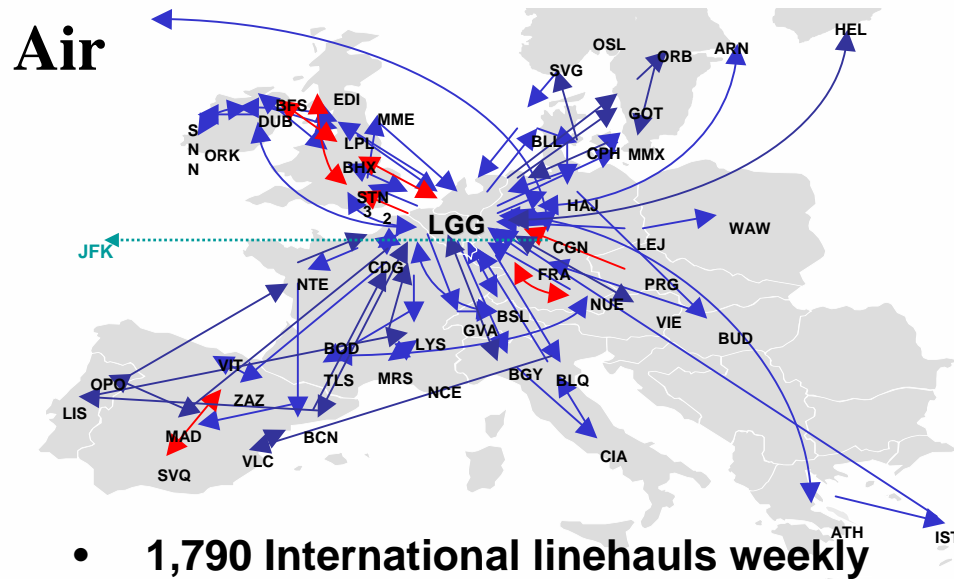 Air
HEL
OSL
ORB
ARN
SVG
BFS
EDI
GOT
DUB
MME
S
N
N
ORK
LPL
BLL
CPH
MMX
BHX
STN
3 2
HAJ
LGG
WAW
JFK
CGN
LEJ
CDG
FRA
NTE
PRG
NUE
BSL
VIE
GVA
BUD
BOD
LYS
VIT
TLS
MRS
BGY
BLQ
OPO
NCE
LIS
ZAZ
MAD
BCN
CIA
VLC
SVQ
ATH
IST
• 1,790 International linehauls weekly